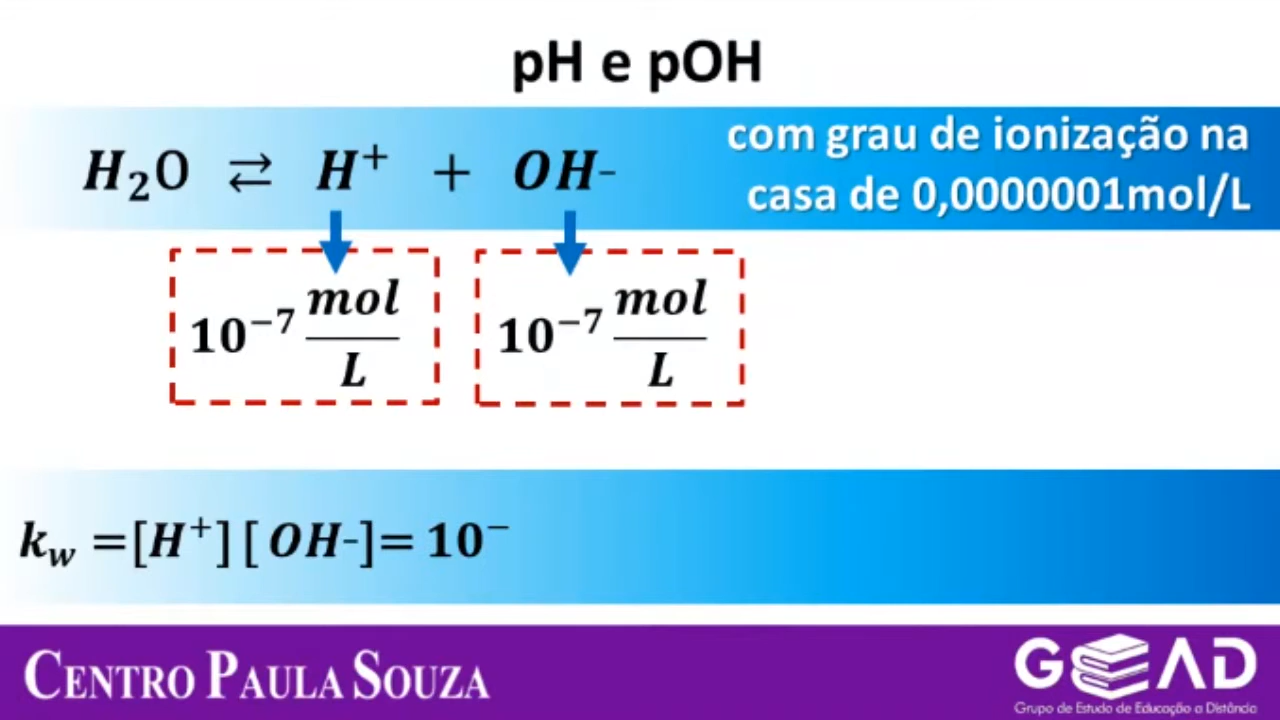 pH e pOH
com grau de ionização na
casa de 0,0000001mol/L
H₂O ⇄ H⁺ + OH-
10⁻⁷ mol/L 10⁻⁷ mol/L
k_w =[H⁺][ OH-]= 10⁻
CENTRO PAULA SOUZA
GEAD
Grupo de Estudo de Educação a Distância